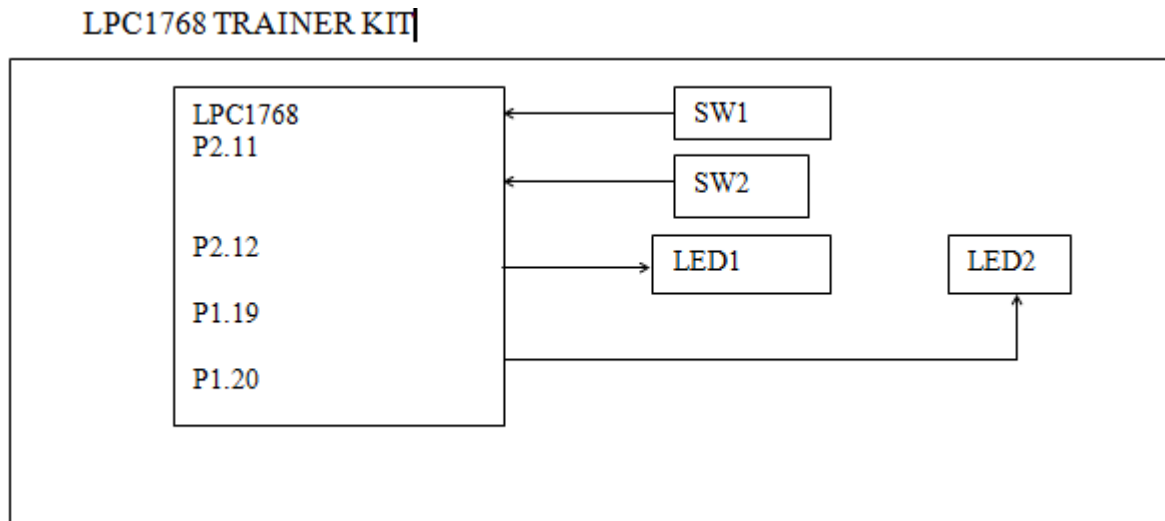 LPC1768 TRAINER KIT
LPC1768
P2.11
P2.12
P1.19
P1.20
SW1
SW2
LED1
LED2